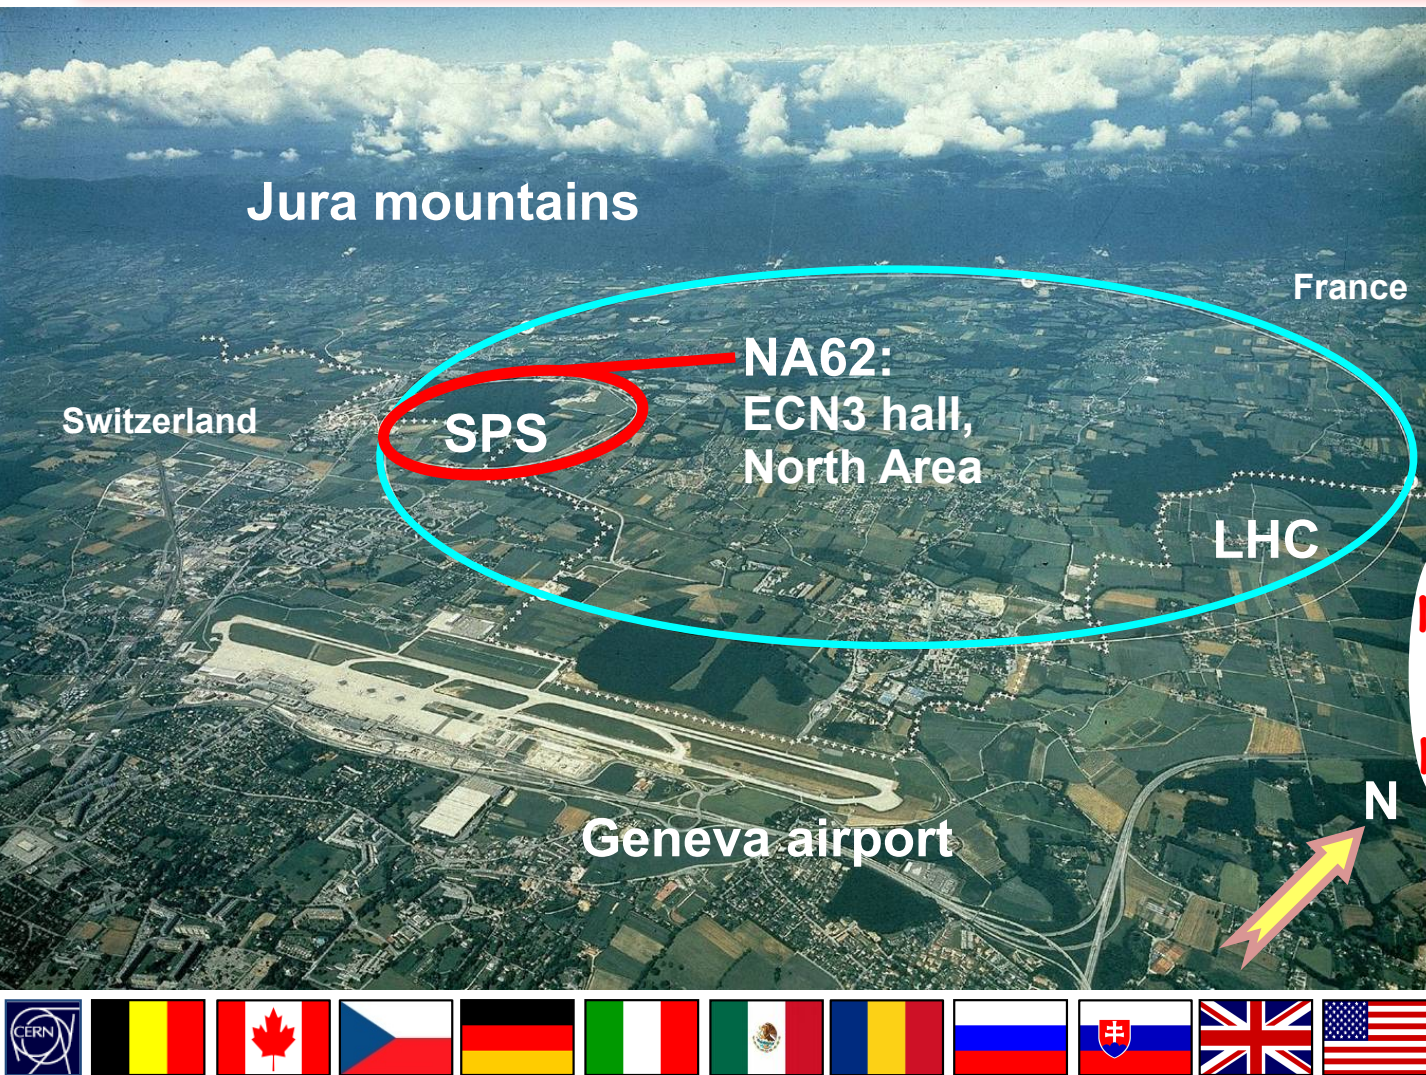 Jura mountains
France
NA62:
ECN3 hall,
North Area
Switzerland
SPS
LHC
N
Geneva airport
CERN